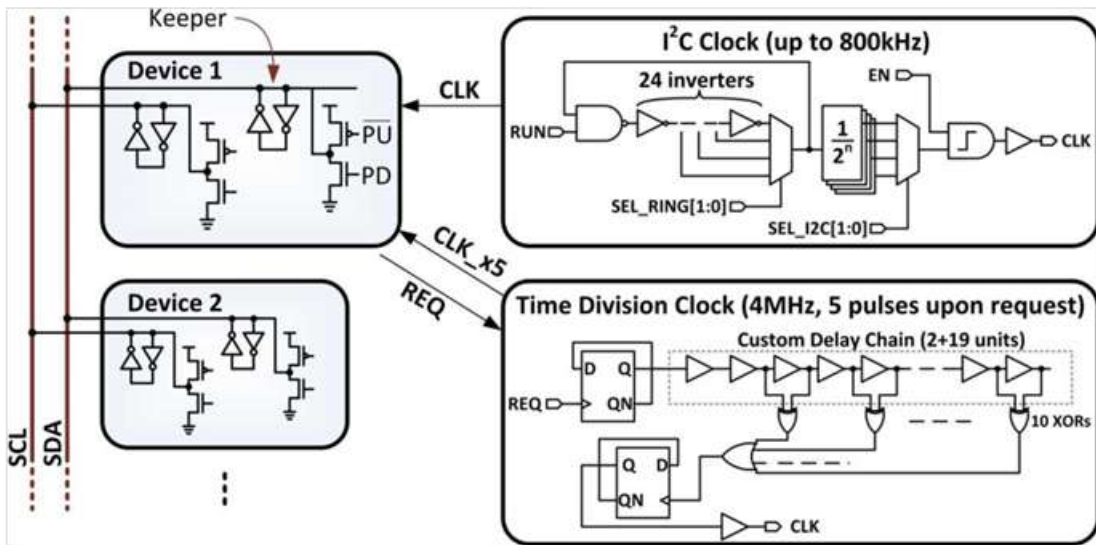 Keeper
Device 1
PU
PD
SCL
SDA
Device 2
CLK
CLK_x5
REQ
I²C Clock (up to 800kHz)
24 inverters
EN
RUN
1
2ⁿ
CLK
SEL_RING[1:0]
SEL_I2C[1:0]
Time Division Clock (4MHz, 5 pulses upon request)
Custom Delay Chain (2+19 units)
D Q
REQ
QN
10 XORs
Q D
QN
CLK